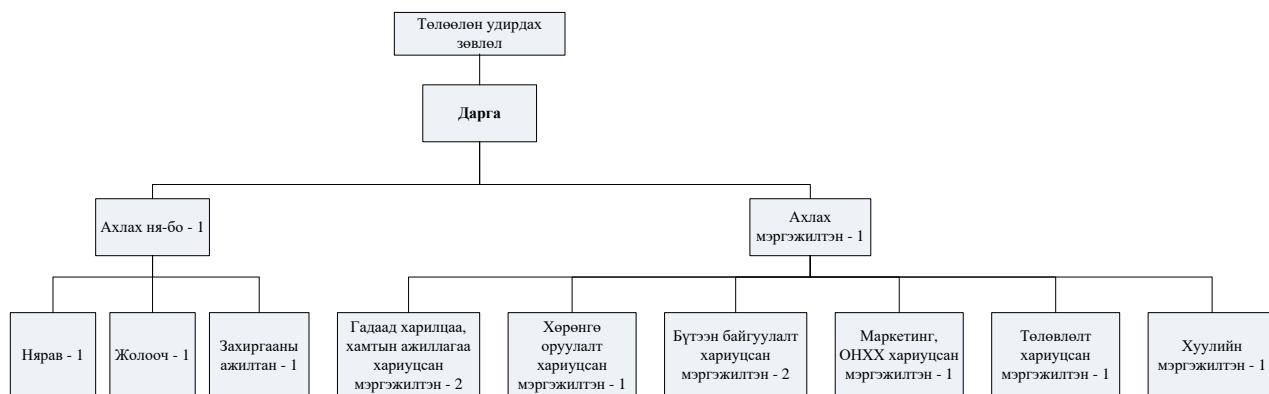 Төлөөлөн удирдах
зөвлөл
Дарга
Ахлах ня-бо - 1
Ахлах
мэргэжилтэн - 1
Нярав - 1
Жолооч - 1
Захиргааны
ажилтан - 1
Гадаад харилцаа,
хамтын ажиллагаа
хариуцсан
мэргэжилтэн - 2
Хөрөнгө
оруулалт
хариуцсан
мэргэжилтэн - 1
Бүтээн байгуулалт
хариуцсан
мэргэжилтэн - 2
Маркетинг,
ОНХХ хариуцсан
мэргэжилтэн - 1
Төлөвлөлт
хариуцсан
мэргэжилтэн - 1
Хуулийн
мэргэжилтэн - 1